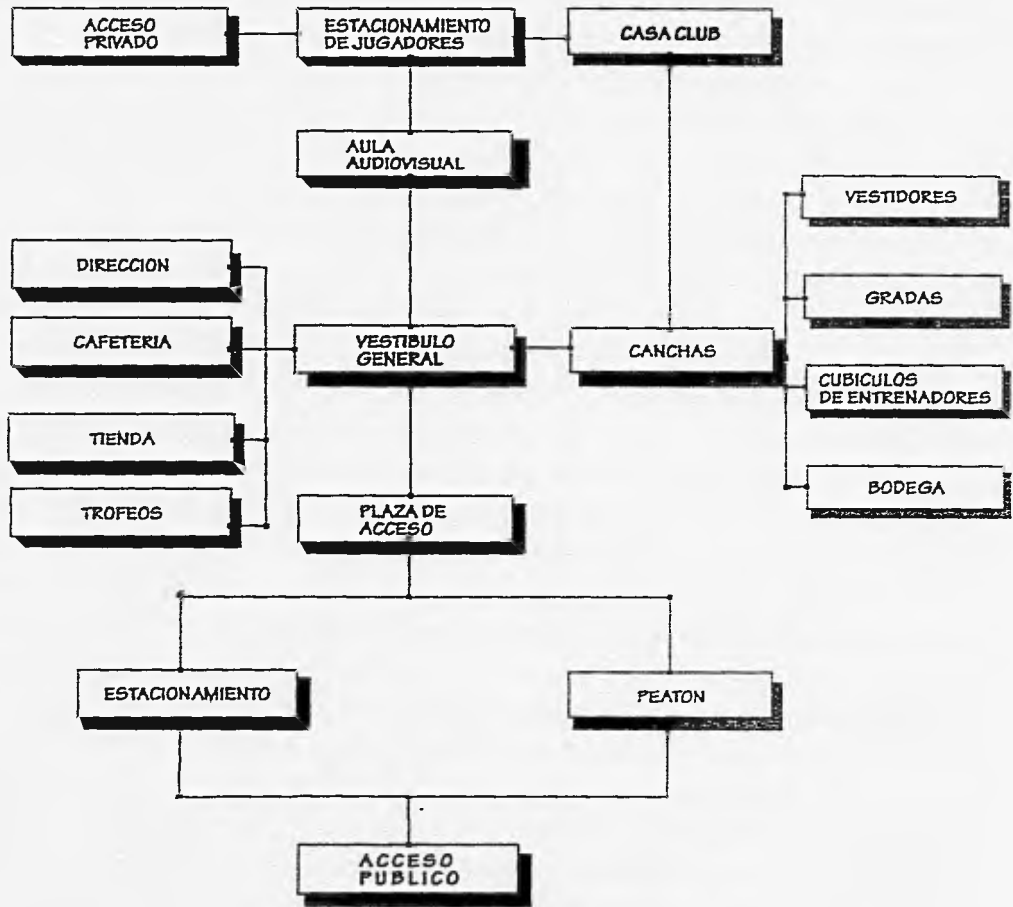 ACCESO
PRIVADO
ESTACIONAMIENTO
DE JUGADORES
CASA CLUB
AULA
AUDIOVISUAL
VESTIDORES
DIRECCION
GRADAS
CAFETERIA
VESTIBULO
GENERAL
CANCHAS
CUBICULOS
DE ENTRENADORES
TIENDA
BODEGA
TROFEOS
PLAZA DE
ACCESO
ESTACIONAMIENTO
PEATON
ACCESO
PUBLICO